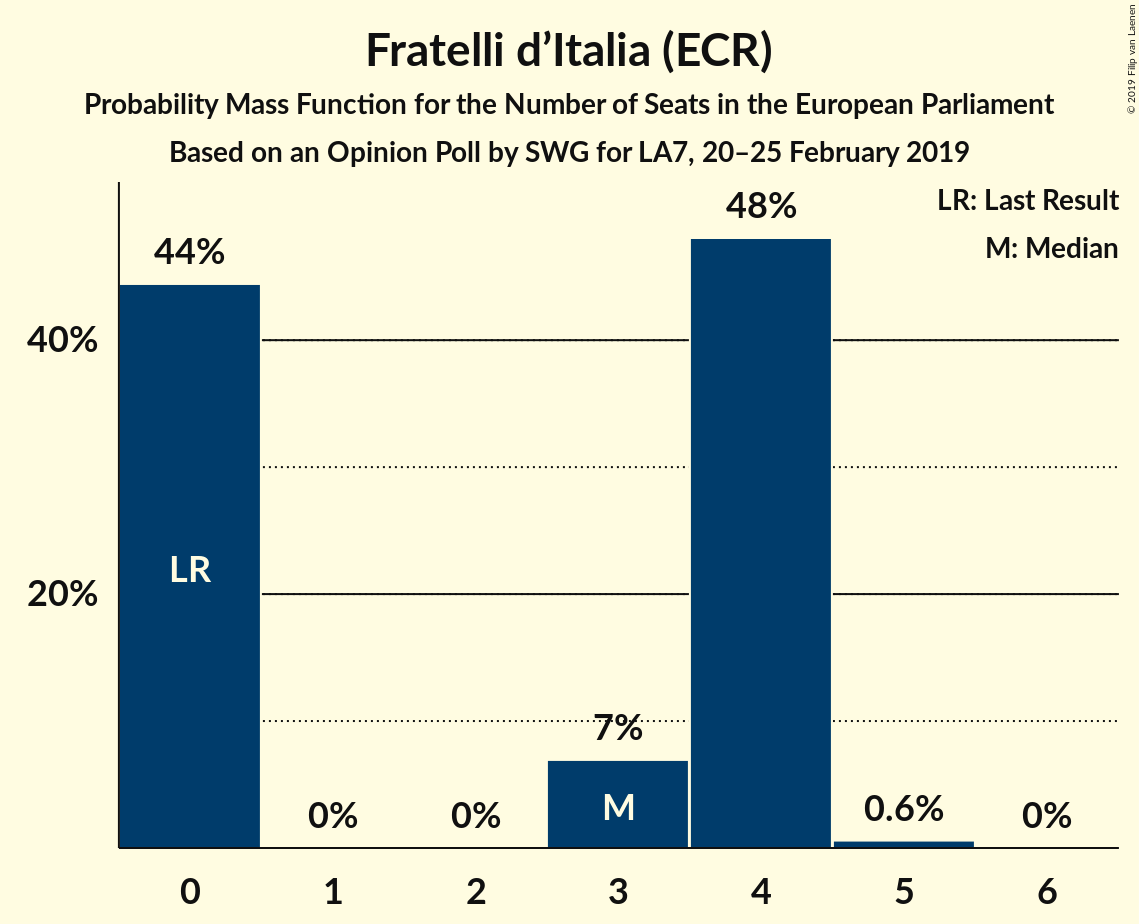 Fratelli d’Italia (ECR)
Probability Mass Function for the Number of Seats in the European Parliament
Based on an Opinion Poll by SWG for LA7, 20–25 February 2019
© 2019 Filip van Laenen
LR: Last Result
M: Median
44%
48%
40%
20%
LR
7%
M
0%
0%
0.6%
0%
0 1 2 3 4 5 6